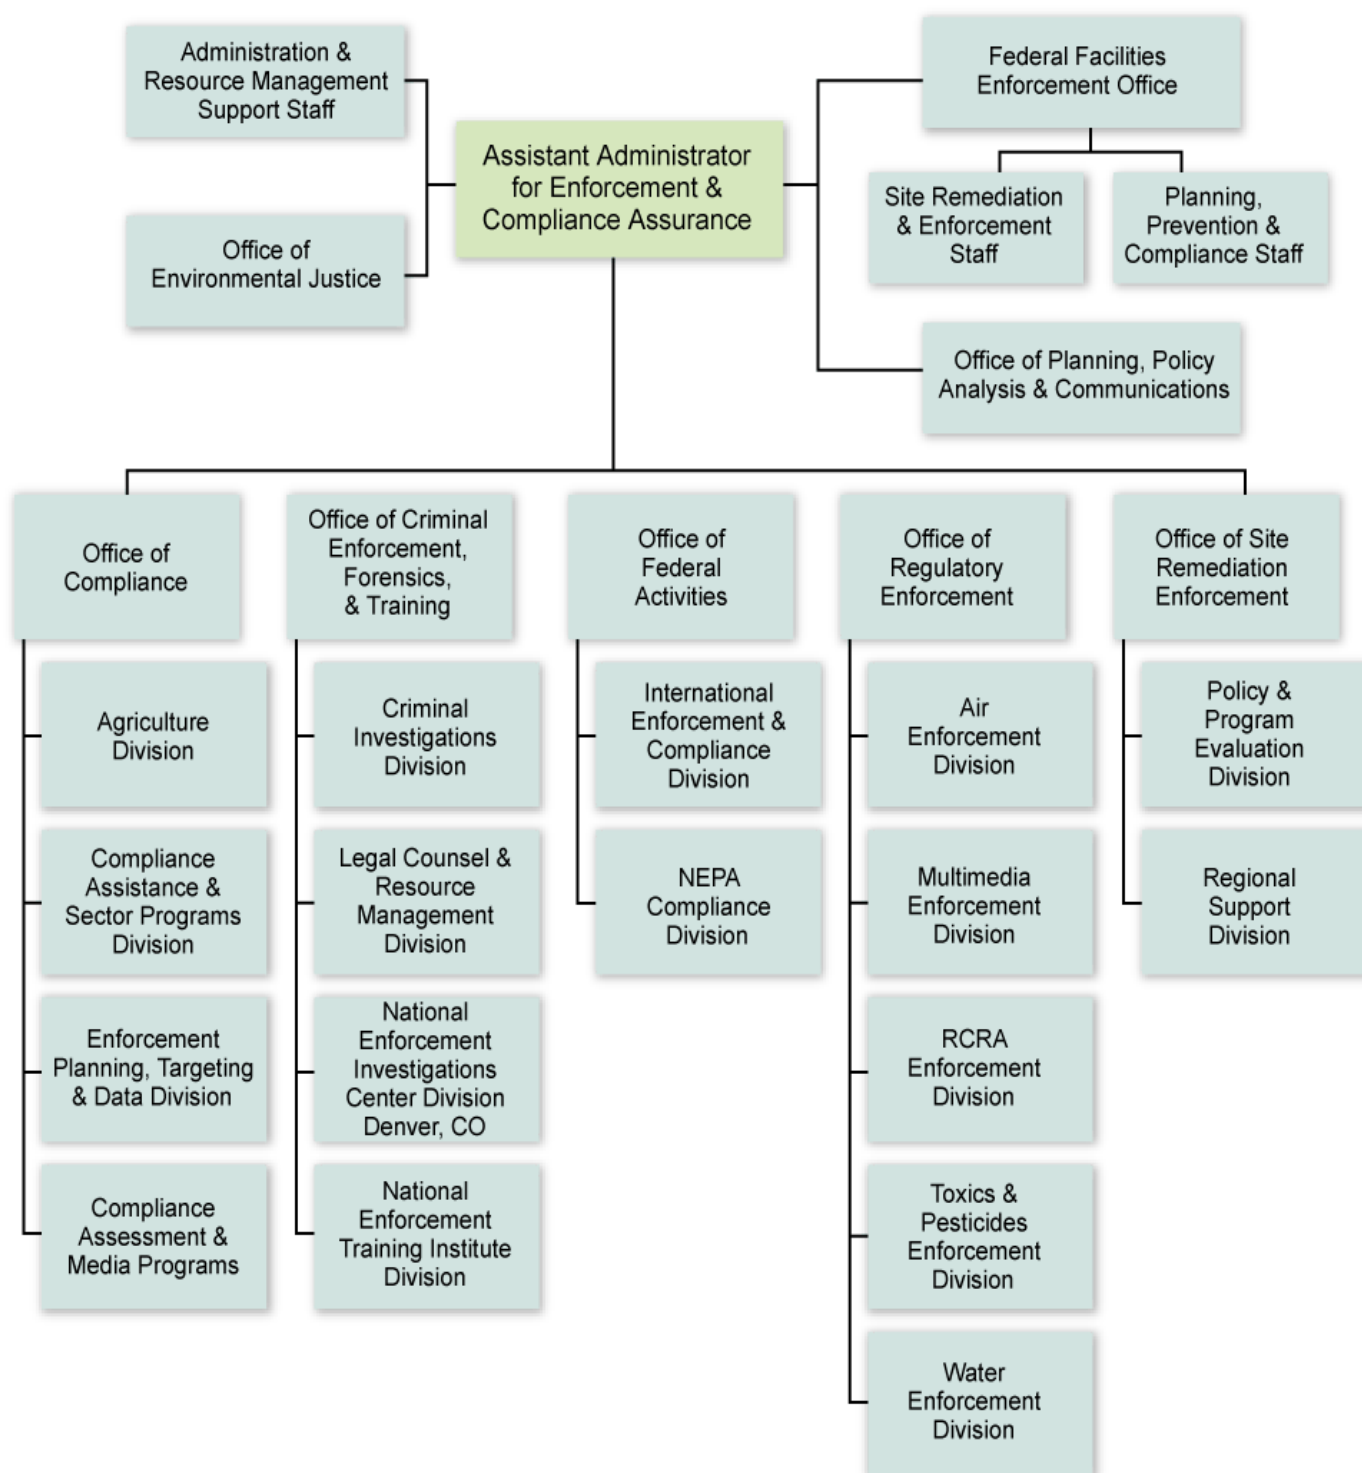 Administration &
Resource Management
Support Staff
Office of
Environmental Justice
Assistant Administrator
for Enforcement &
Compliance Assurance
Federal Facilities
Enforcement Office
Site Remediation
& Enforcement
Staff
Planning,
Prevention &
Compliance Staff
Office of Planning, Policy
Analysis & Communications
Office of
Compliance
Agriculture
Division
Compliance
Assistance &
Sector Programs
Division
Enforcement
Planning, Targeting
& Data Division
Compliance
Assessment &
Media Programs
Office of Criminal
Enforcement,
Forensics,
& Training
Criminal
Investigations
Division
Legal Counsel &
Resource
Management
Division
National
Enforcement
Investigations
Center Division
Denver, CO
National
Enforcement
Training Institute
Division
Office of
Federal
Activities
International
Enforcement &
Compliance
Division
NEPA
Compliance
Division
Office of
Regulatory
Enforcement
Air
Enforcement
Division
Multimedia
Enforcement
Division
RCRA
Enforcement
Division
Toxics &
Pesticides
Enforcement
Division
Water
Enforcement
Division
Office of Site
Remediation
Enforcement
Policy &
Program
Evaluation
Division
Regional
Support
Division